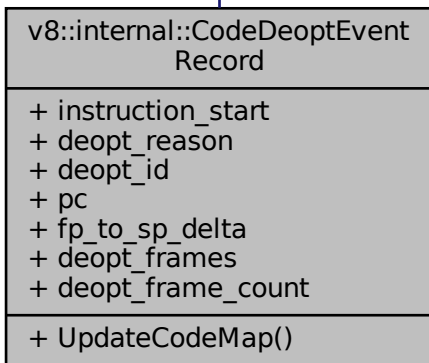 v8::internal::CodeDeoptEvent
Record
+ instruction_start
+ deopt_reason
+ deopt_id
+ pc
+ fp_to_sp_delta
+ deopt_frames
+ deopt_frame_count
+ UpdateCodeMap()